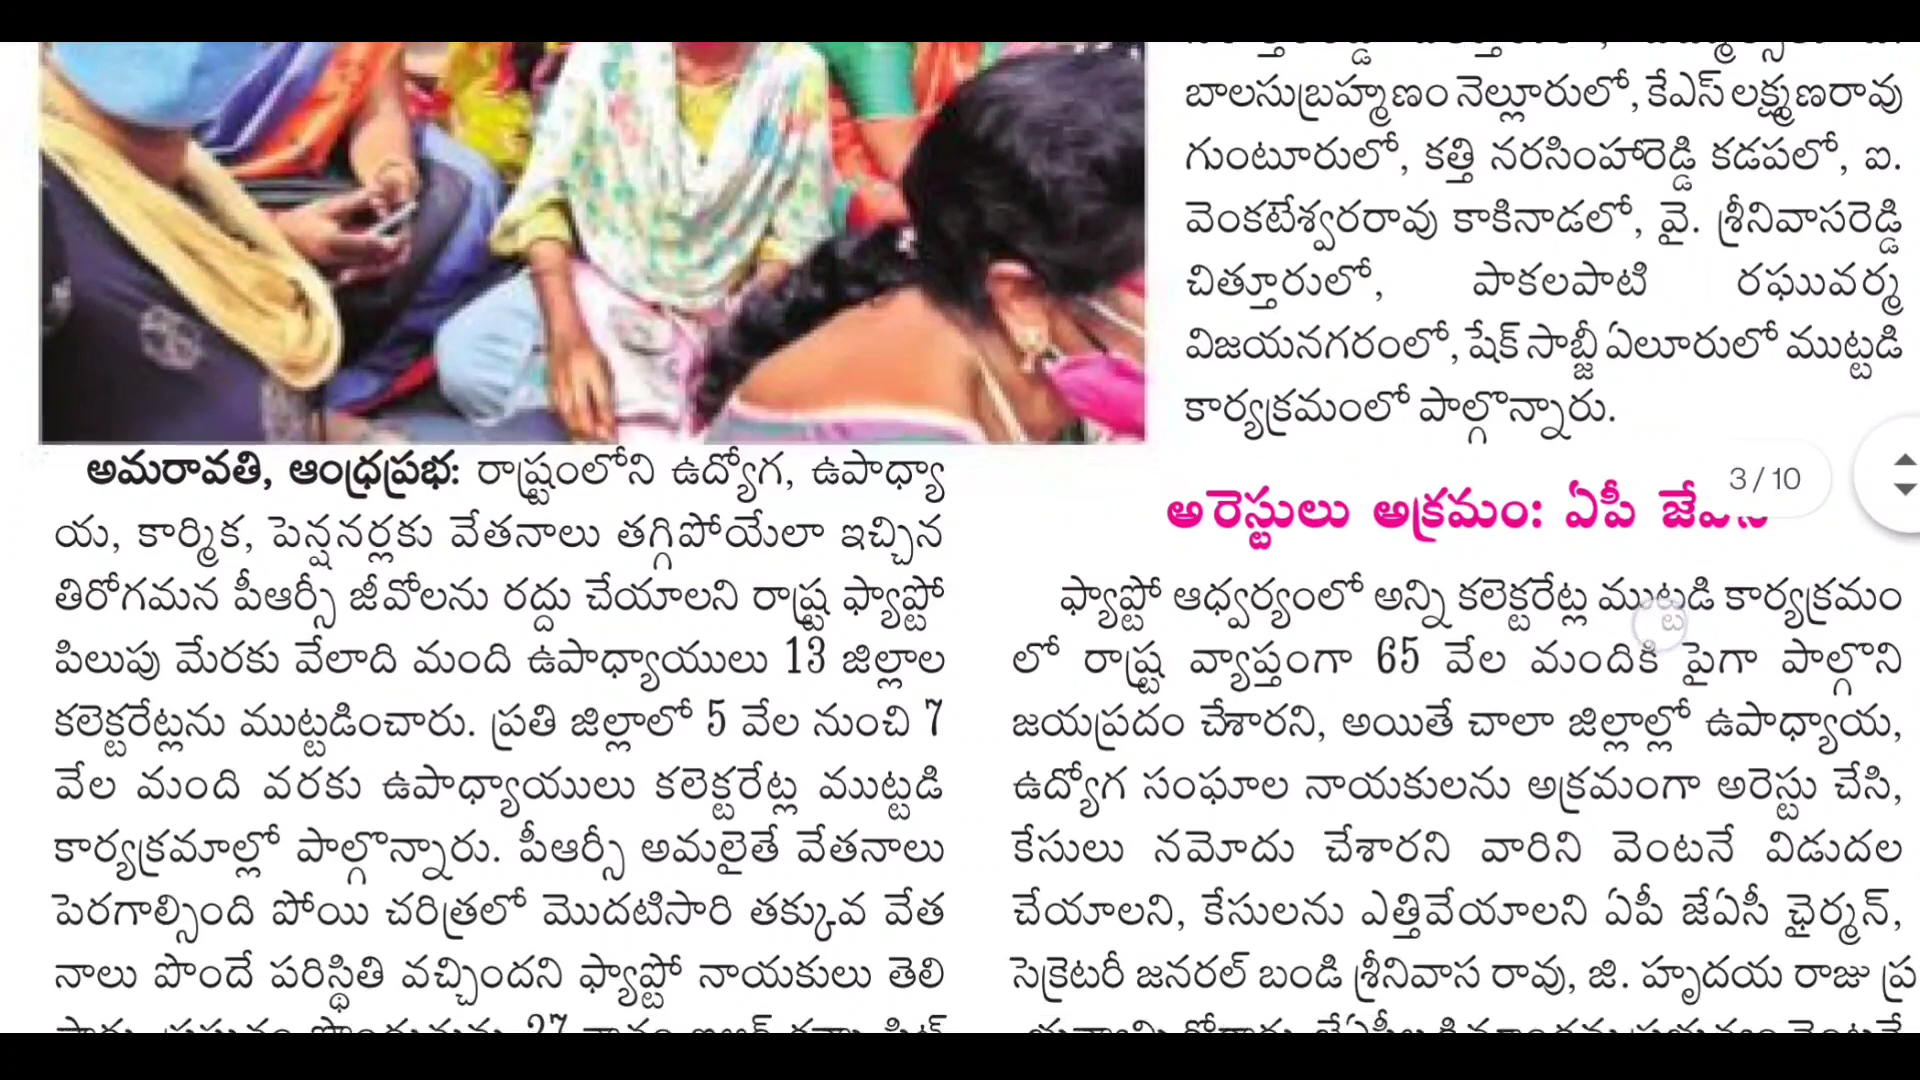 బాలసుబ్రహ్మణం నెల్లూరులో, కేఎస్ లక్ష్మణరావు
గుంటూరులో, కత్తి నరసింహారెడ్డి కడపలో, ఐ.
వెంకటేశ్వరరావు కాకినాడలో, వై. శ్రీనివాసరెడ్డి
చిత్తూరులో, పాకలపాటి రఘువర్మ
విజయనగరంలో, షేక్ సాబ్జీ ఏలూరులో ముట్టడి
కార్యక్రమంలో పాల్గొన్నారు.
అమరావతి, ఆంధ్రప్రభ: రాష్ట్రంలోని ఉద్యోగ, ఉపాధ్యా
య, కార్మిక, పెన్షనర్లకు వేతనాలు తగ్గిపోయేలా ఇచ్చిన
తిరోగమన పీఆర్సీ జీవోలను రద్దు చేయాలని రాష్ట్ర ఫ్యాప్టో
పిలుపు మేరకు వేలాది మంది ఉపాధ్యాయులు 13 జిల్లాల
కలెక్టరేట్లను ముట్టడించారు. ప్రతి జిల్లాలో 5 వేల నుంచి 7
వేల మంది వరకు ఉపాధ్యాయులు కలెక్టరేట్ల ముట్టడి
కార్యక్రమాల్లో పాల్గొన్నారు. పీఆర్సీ అమలైతే వేతనాలు
పెరగాల్సింది పోయి చరిత్రలో మొదటిసారి తక్కువ వేత
నాలు పొందే పరిస్థితి వచ్చిందని ఫ్యాప్టో నాయకులు తెలి
3/10
అరెస్టులు అక్రమం: ఏపీ
ఫ్యాప్టో ఆధ్వర్యంలో అన్ని కలెక్టరేట్ల ముట్టడి కార్యక్రమం
లో రాష్ట్ర వ్యాప్తంగా 65 వేల మందికి పైగా పాల్గొని
జయప్రదం చేశారని, అయితే చాలా జిల్లాల్లో ఉపాధ్యాయ,
ఉద్యోగ సంఘాల నాయకులను అక్రమంగా అరెస్టు చేసి,
కేసులు నమోదు చేశారని వారిని వెంటనే విడుదల
చేయాలని, కేసులను ఎత్తివేయాలని ఏపీ జేఏసీ ఛైర్మన్,
సెక్రెటరీ జనరల్ బండి శ్రీనివాస రావు, జి. హృదయ రాజు ప్ర